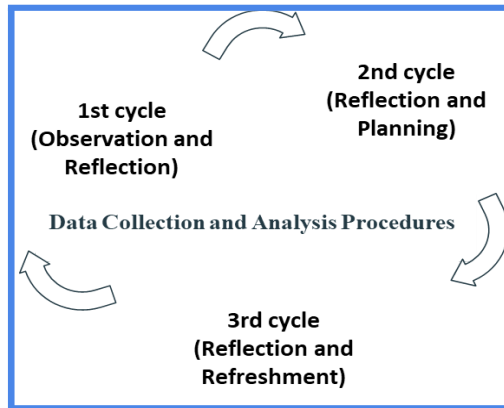 1st cycle
(Observation and
Reflection)
2nd cycle
(Reflection and
Planning)
Data Collection and Analysis Procedures
3rd cycle
(Reflection and
Refreshment)